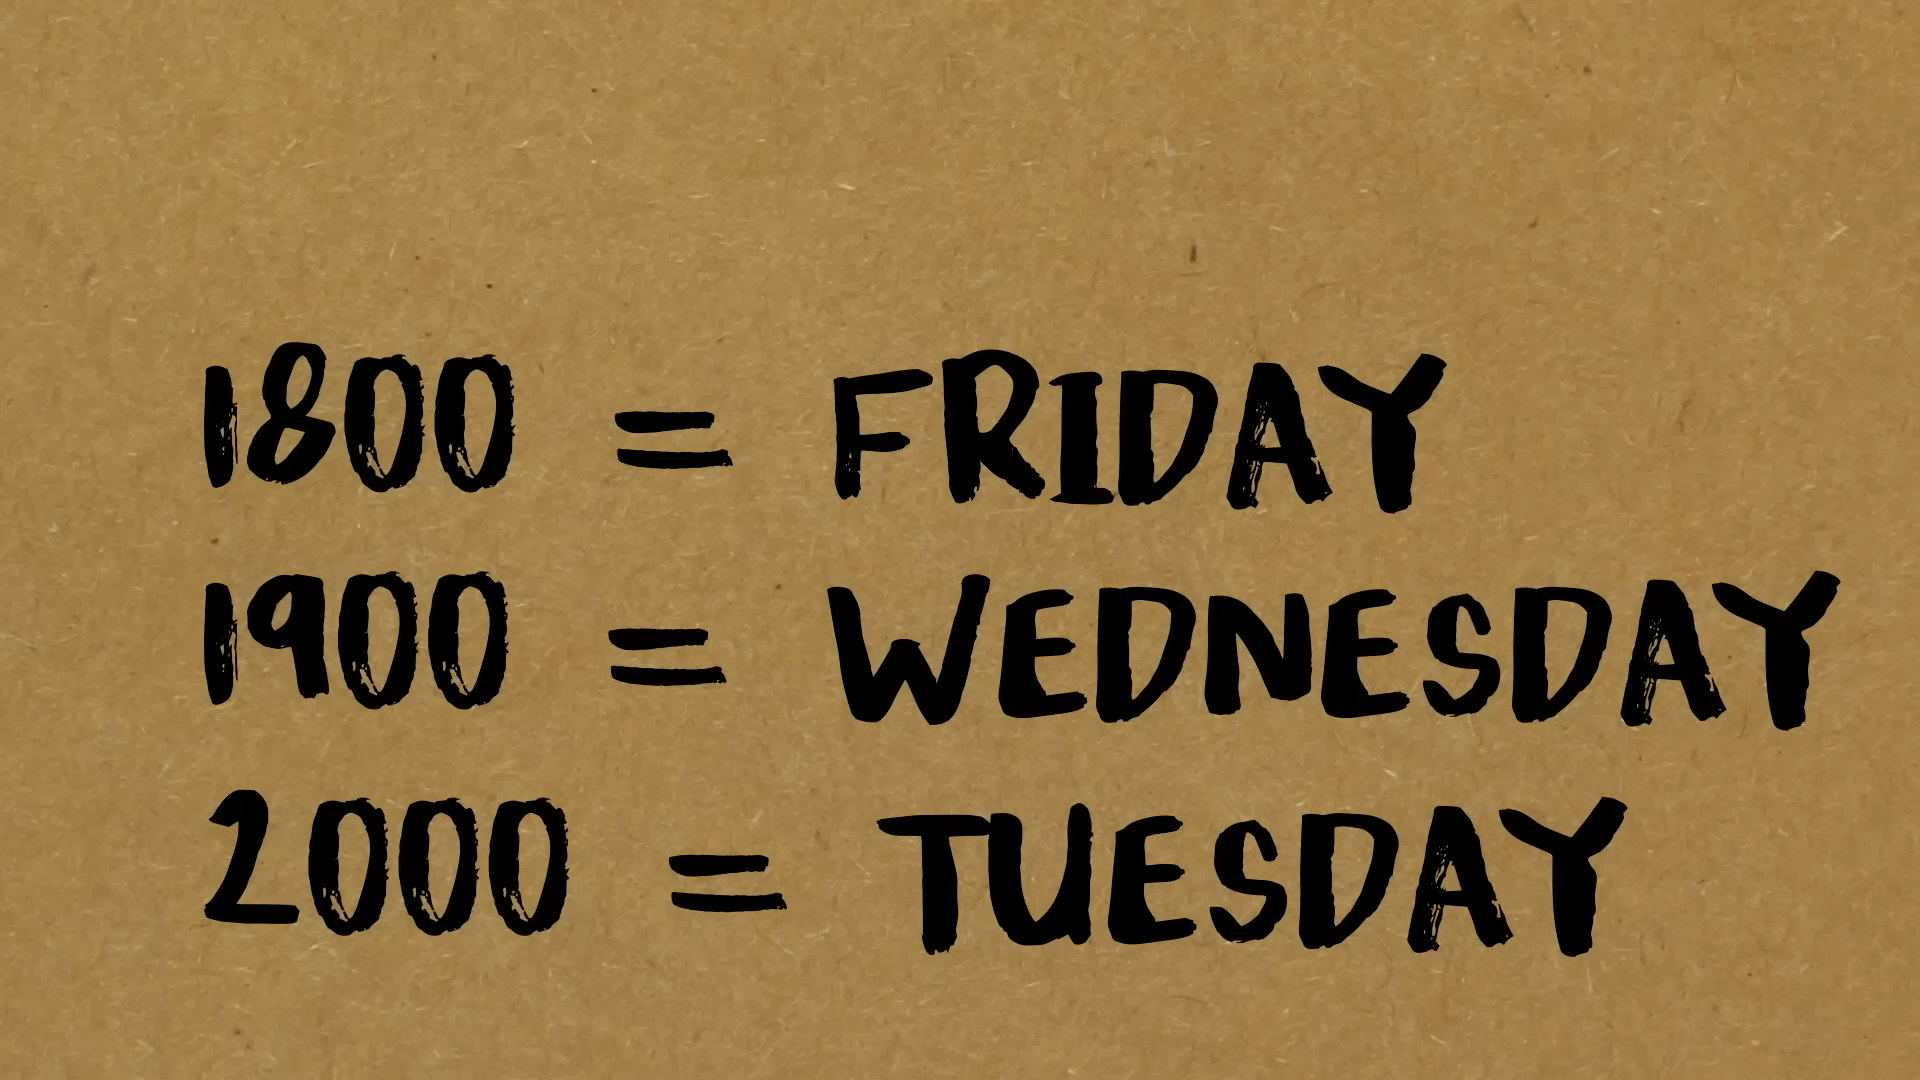 1800 = FRIDAY
1900 = WEDNESDAY
2000 = TUESDAY